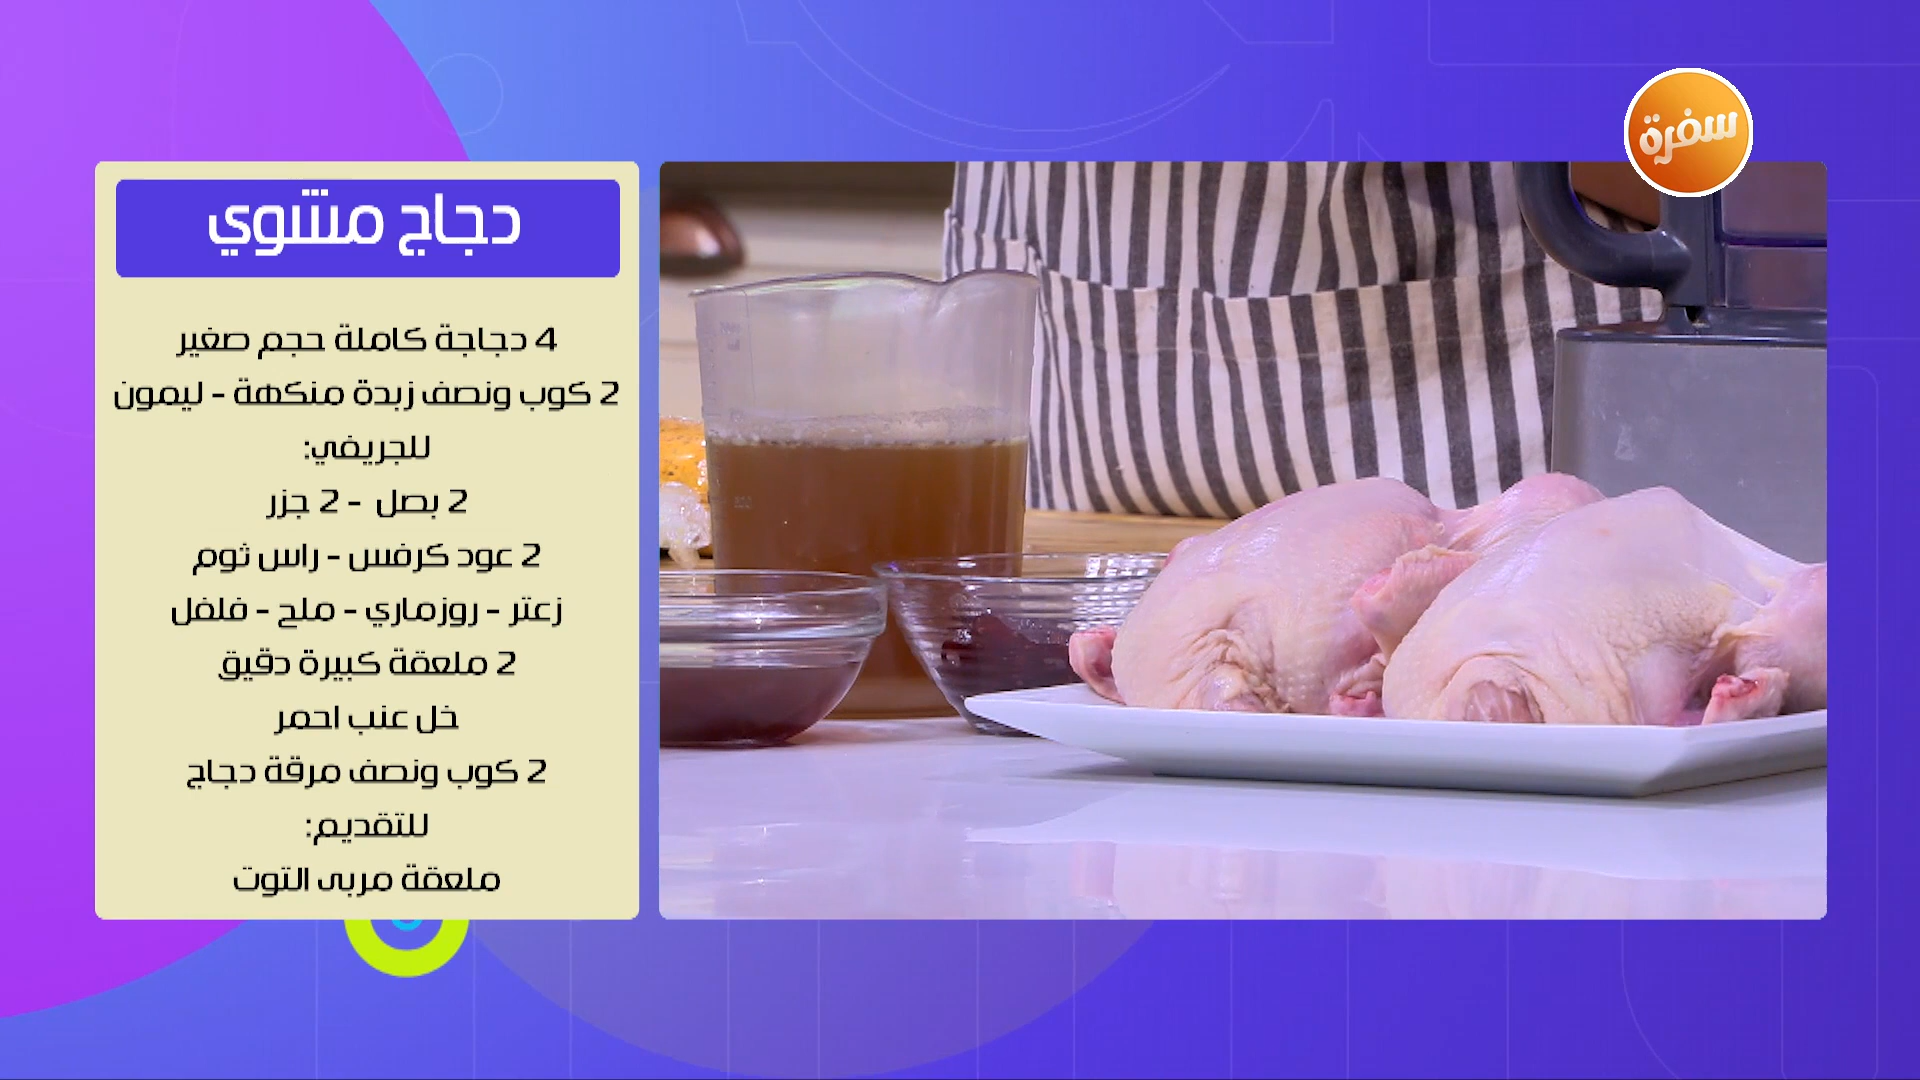 سفرة
دجاج مشوي
4 دجاجة كاملة حجم صغير
2 كوب ونصف زبدة منكهة - ليمون
للجريفي:
2 بصل - 2 جزر
2 عود كرفس - راس ثوم
زعتر - روزماري - ملح - فلفل
2 ملعقة كبيرة دقيق
خل عنب احمر
2 كوب ونصف مرقة دجاج
للتقديم:
ملعقة مربى التوت